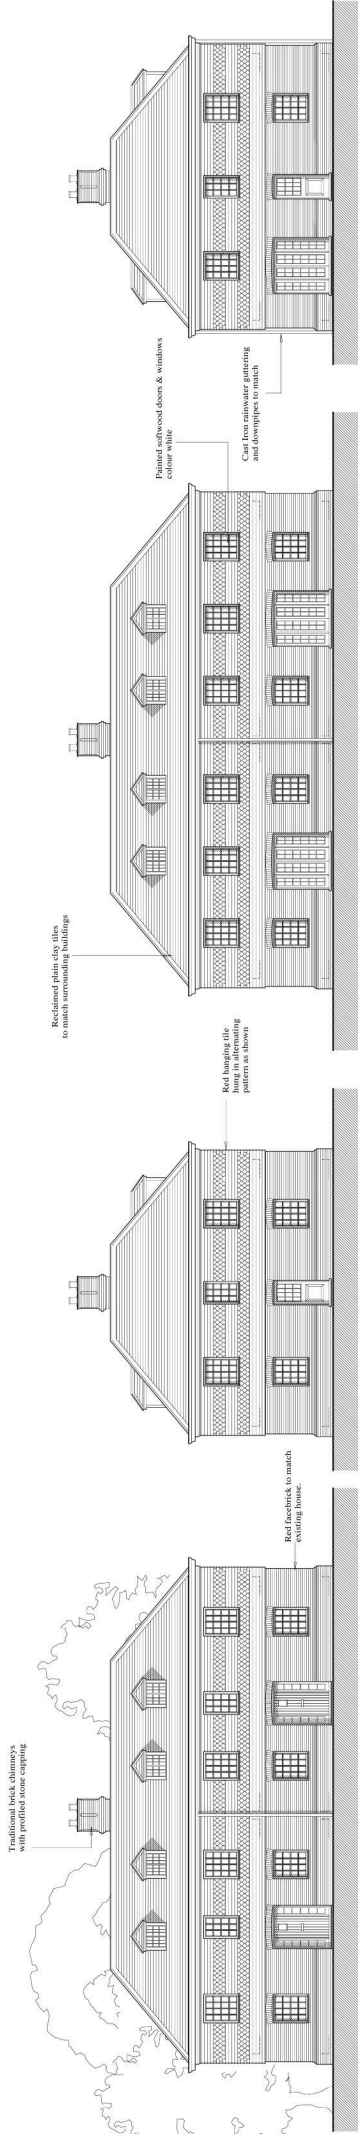 Traditional brick chimneys
with profiled stone capping
Red facebrick to match
existing house.
Red hanging tile
hung in alternating
pattern as shown
Reclaimed plain clay tiles
to match surrounding buildings
Painted softwood doors & windows
colour white
Cast Iron rainwater guttering
and downpipes to match